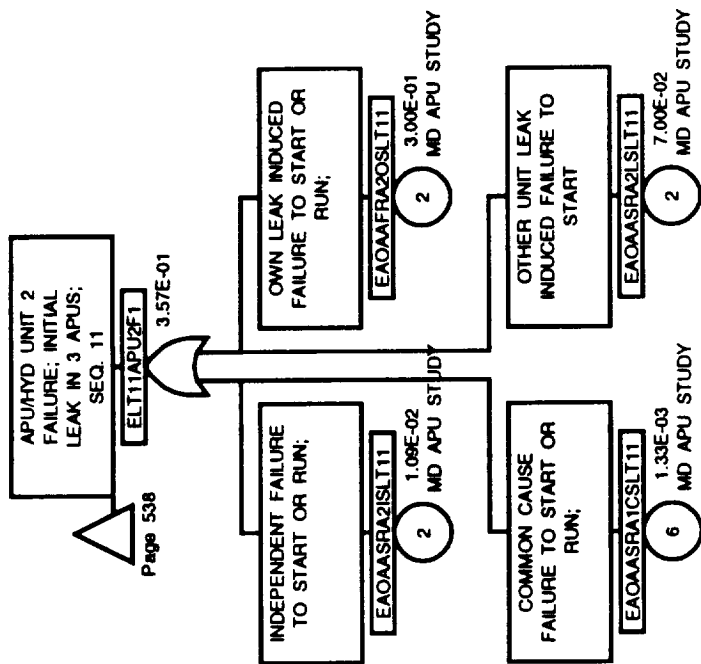 APU/HYD UNIT 2
FAILURE; INITIAL
LEAK IN 3 APUS;
SEQ. 11
ELT11APU2F1
3.57E-01
Page 538
INDEPENDENT FAILURE
TO START OR RUN;
EAOAASRA2ISLT11
2
1.09E-02
MD APU STUDY
OWN LEAK INDUCED
FAILURE TO START OR
RUN;
EAOAAFRA2OSLT11
2
3.00E-01
MD APU STUDY
COMMON CAUSE
FAILURE TO START OR
RUN;
EAOAASRA1CSLT11
6
1.33E-03
MD APU STUDY
OTHER UNIT LEAK
INDUCED FAILURE TO
START
EAOAASRA2LSLT11
2
7.00E-02
MD APU STUDY